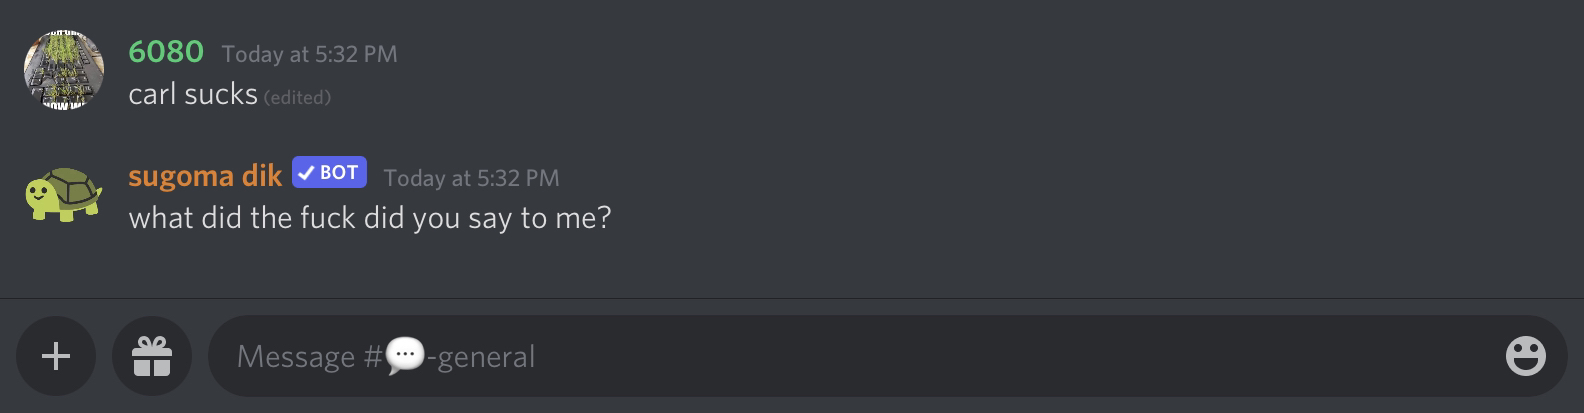 6080 Today at 5:32 PM
carl sucks (edited)
sugoma dik BOT Today at 5:32 PM
what did the fuck did you say to me?
Message #💬-general